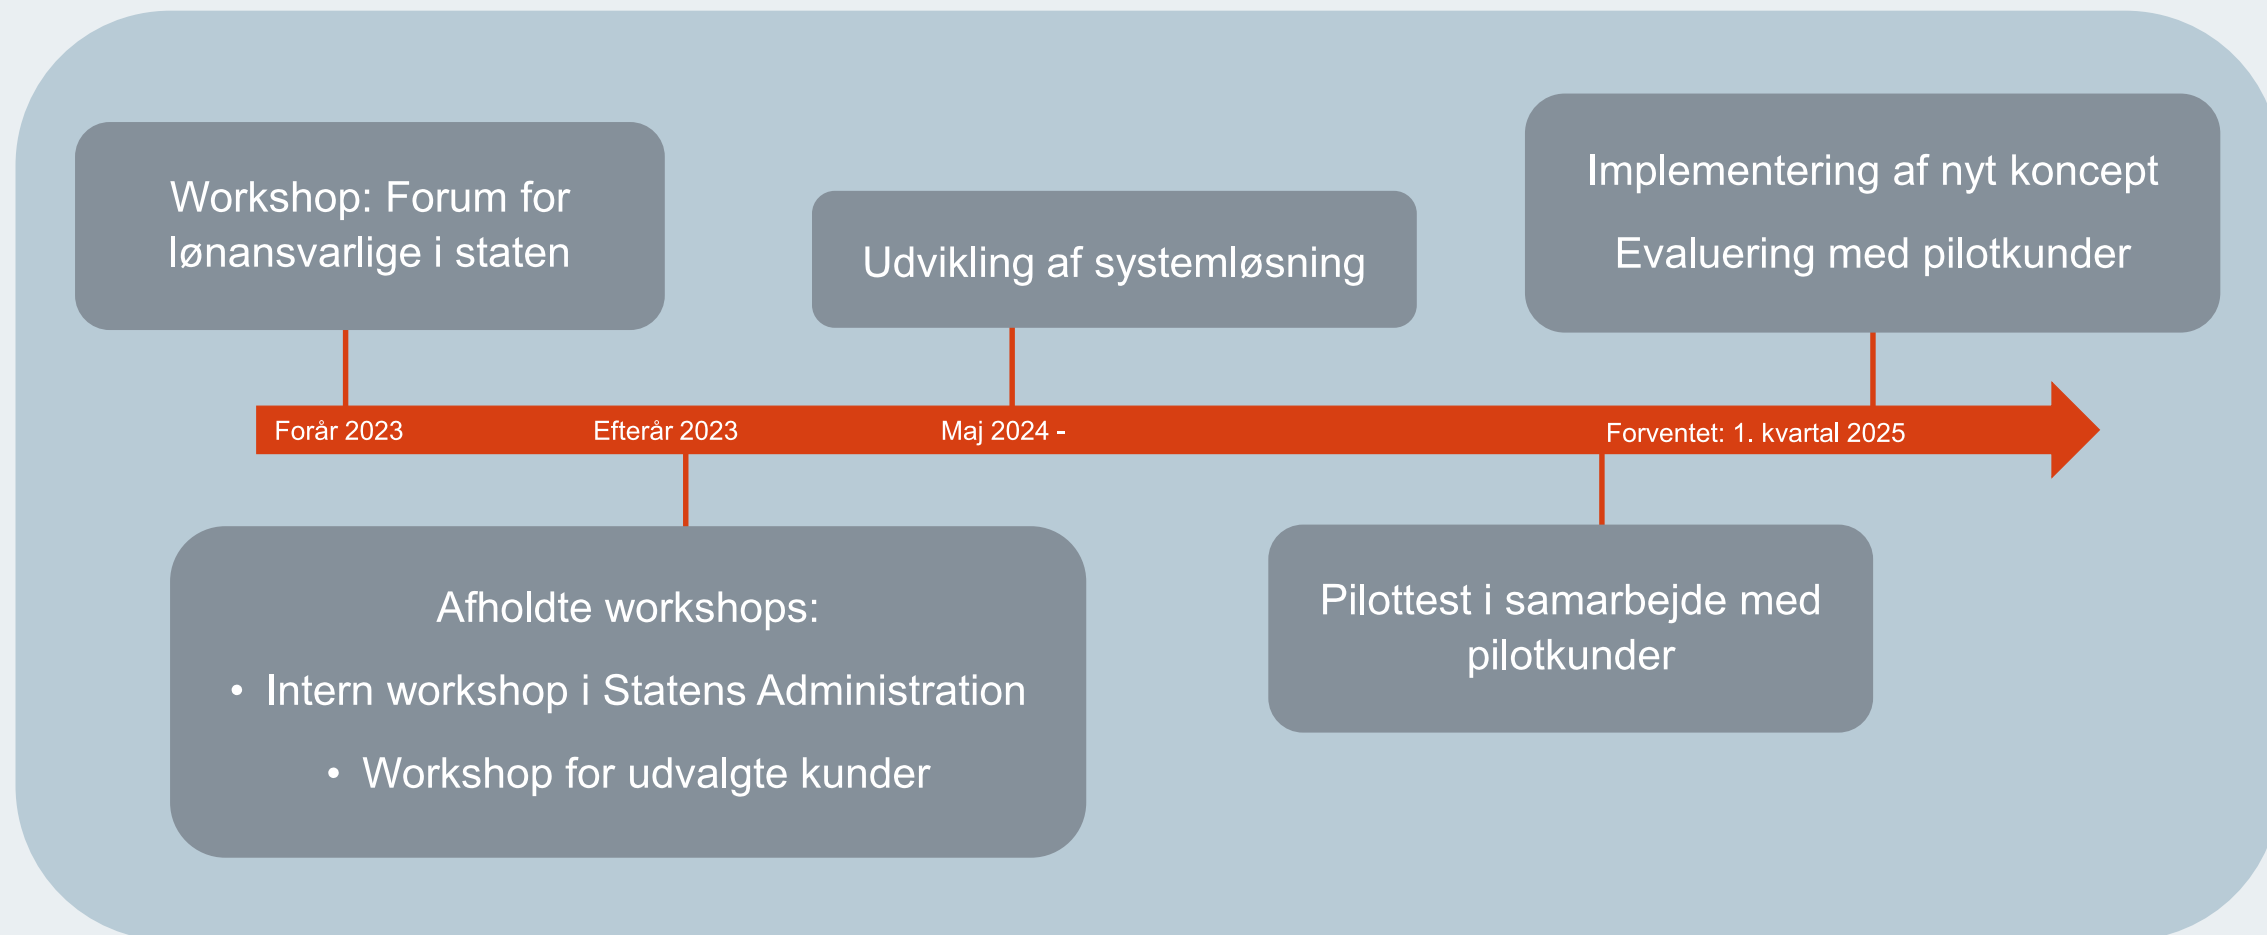 Workshop: Forum for
lønansvarlige i staten
Udvikling af systemløsning
Implementering af nyt koncept
Evaluering med pilotkunder
Forår 2023
Efterår 2023
Maj 2024 -
Forventet: 1. kvartal 2025
Afholdte workshops:
• Intern workshop i Statens Administration
• Workshop for udvalgte kunder
Pilottest i samarbejde med
pilotkunder